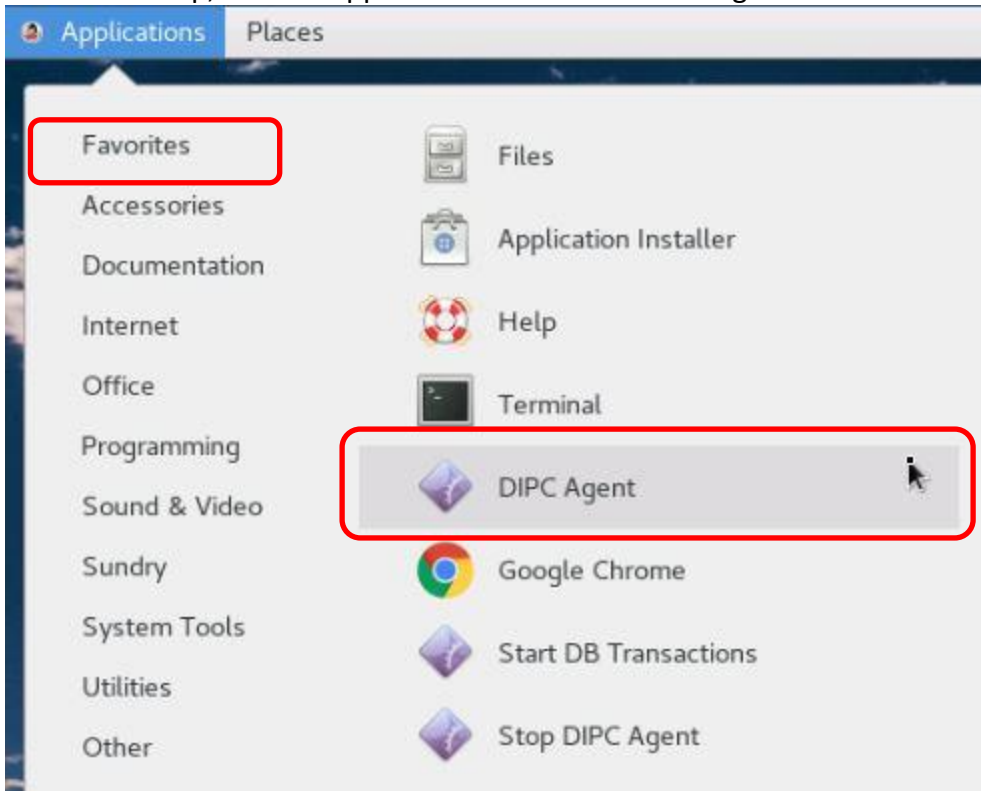 Applications Places
Favorites
Accessories
Documentation
Internet
Office
Programming
Sound & Video
Sundry
System Tools
Utilities
Other
Files
Application Installer
Help
Terminal
DIPC Agent
Google Chrome
Start DB Transactions
Stop DIPC Agent